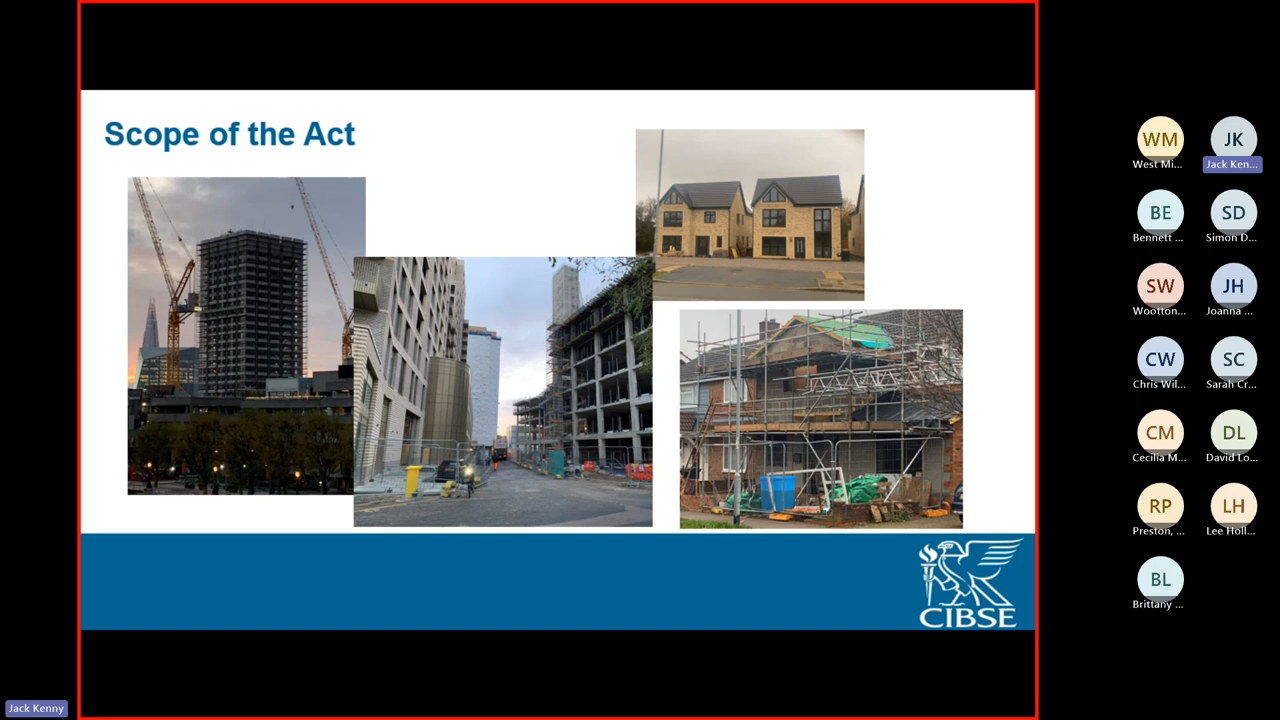 Scope of the Act
CIBSE
WM
JK
West Mi...
Jack Ken...
BE
SD
Bennett ...
Simon D...
SW
JH
Wootton...
Joanna ...
CW
SC
Chris Wil...
Sarah Cr...
CM
DL
Cecilia M...
David Lo...
RP
LH
Preston, ...
Lee Holl...
BL
Brittany ...
Jack Kenny